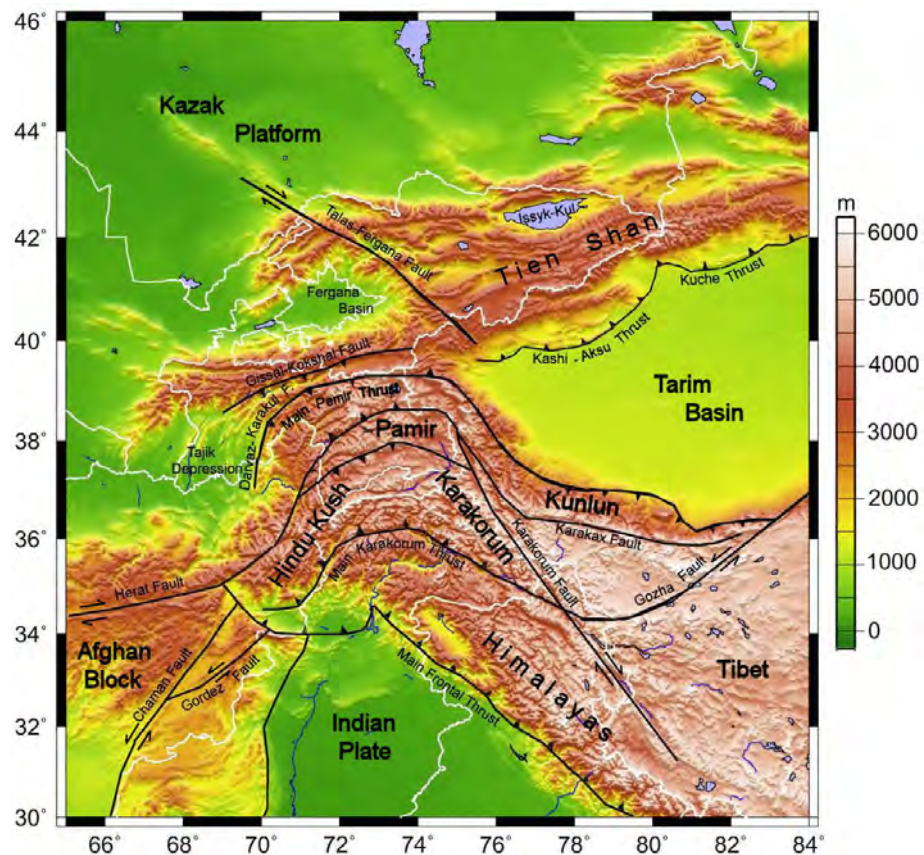 46°
44°
42°
40°
38°
36°
34°
32°
30°
66°
68°
70°
72°
74°
76°
78°
80°
82°
84°
m
6000
5000
4000
3000
2000
1000
0
Kazak
Platform
Talas-Fergana Fault
Issyk-Kul
Tien Shan
Fergana
Basin
Kuche Thrust
Kashi - Aksu Thrust
Gissal-Kokshal Fault
Tarim
Basin
Darvaz-Karakul F.
Main Pamir Thrust
Pamir
Tajik
Depression
Hindu Kush
Karakorum
Kunlun
Karakax Fault
Main Karakorum Thrust
Karakorum Fault
Gozha Fault
Herat Fault
Afghan
Block
Chaman Fault
Gordez Fault
Himalayas
Tibet
Main Frontal Thrust
Indian
Plate